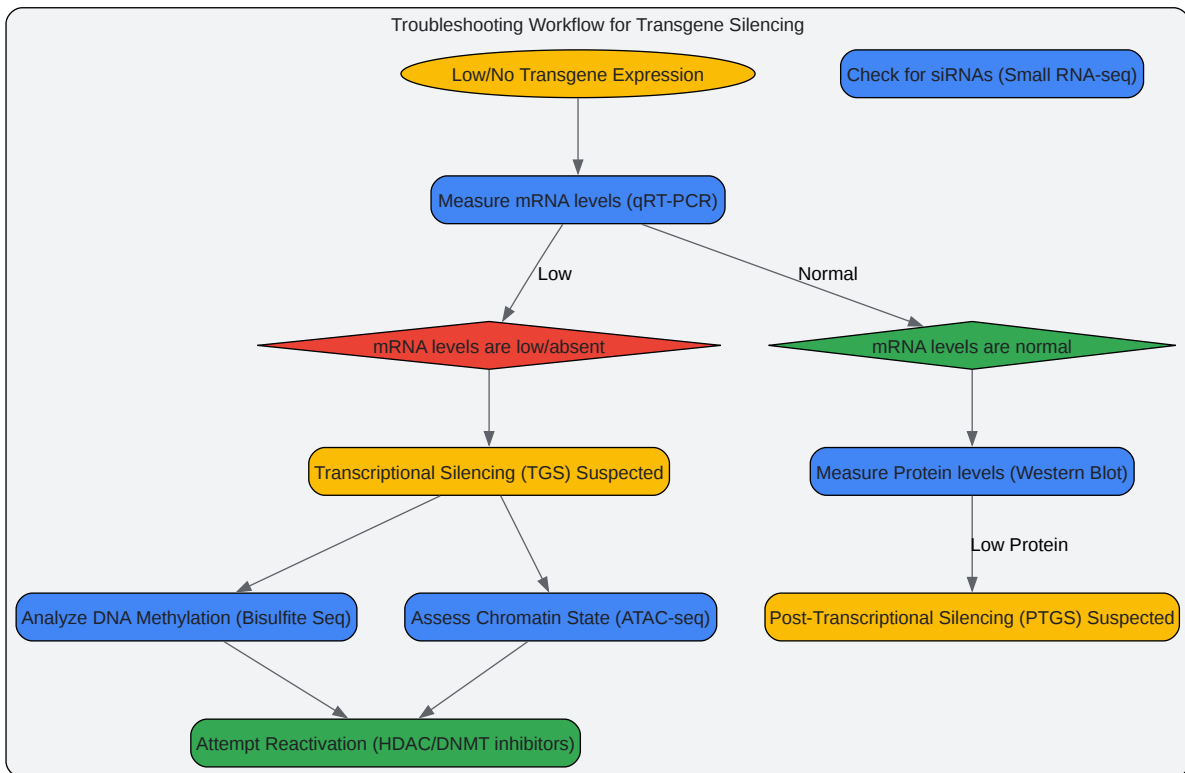 Troubleshooting Workflow for Transgene Silencing
Low/No Transgene Expression
Check for siRNAs (Small RNA-seq)
Measure mRNA levels (qRT-PCR)
Low
Normal
mRNA levels are low/absent
mRNA levels are normal
Transcriptional Silencing (TGS) Suspected
Measure Protein levels (Western Blot)
Low Protein
Analyze DNA Methylation (Bisulfite Seq)
Assess Chromatin State (ATAC-seq)
Post-Transcriptional Silencing (PTGS) Suspected
Attempt Reactivation (HDAC/DNMT inhibitors)